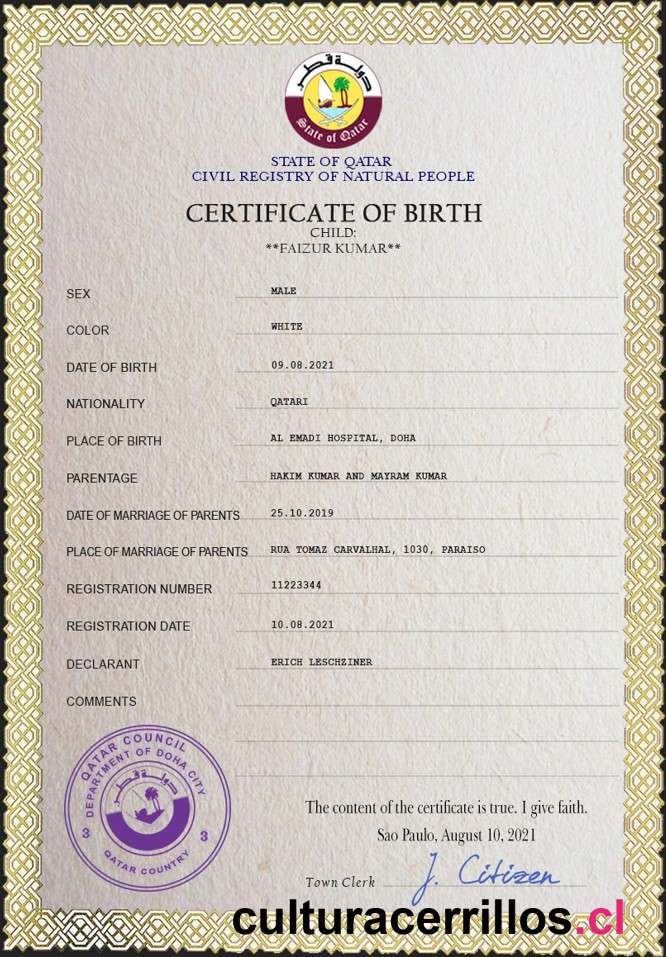 دولة قطر
State of Qatar
STATE OF QATAR
CIVIL REGISTRY OF NATURAL PEOPLE
CERTIFICATE OF BIRTH
CHILD:
**FAIZUR KUMAR**
SEX MALE
COLOR WHITE
DATE OF BIRTH 09.08.2021
NATIONALITY QATARI
PLACE OF BIRTH AL EMADI HOSPITAL, DOHA
PARENTAGE HAKIM KUMAR AND MAYRAM KUMAR
DATE OF MARRIAGE OF PARENTS 25.10.2019
PLACE OF MARRIAGE OF PARENTS RUA TOMAZ CARVALHAL, 1030, PARAISO
REGISTRATION NUMBER 11223344
REGISTRATION DATE 10.08.2021
DECLARANT ERICH LESCHZINER
COMMENTS
QATAR COUNCIL
DEPARTMENT OF DOHA CITY
دولة قطر
3 3
QATAR COUNTRY
The content of the certificate is true. I give faith.
Sao Paulo, August 10, 2021
Town Clerk J. Citizen
culturacerrillos.cl